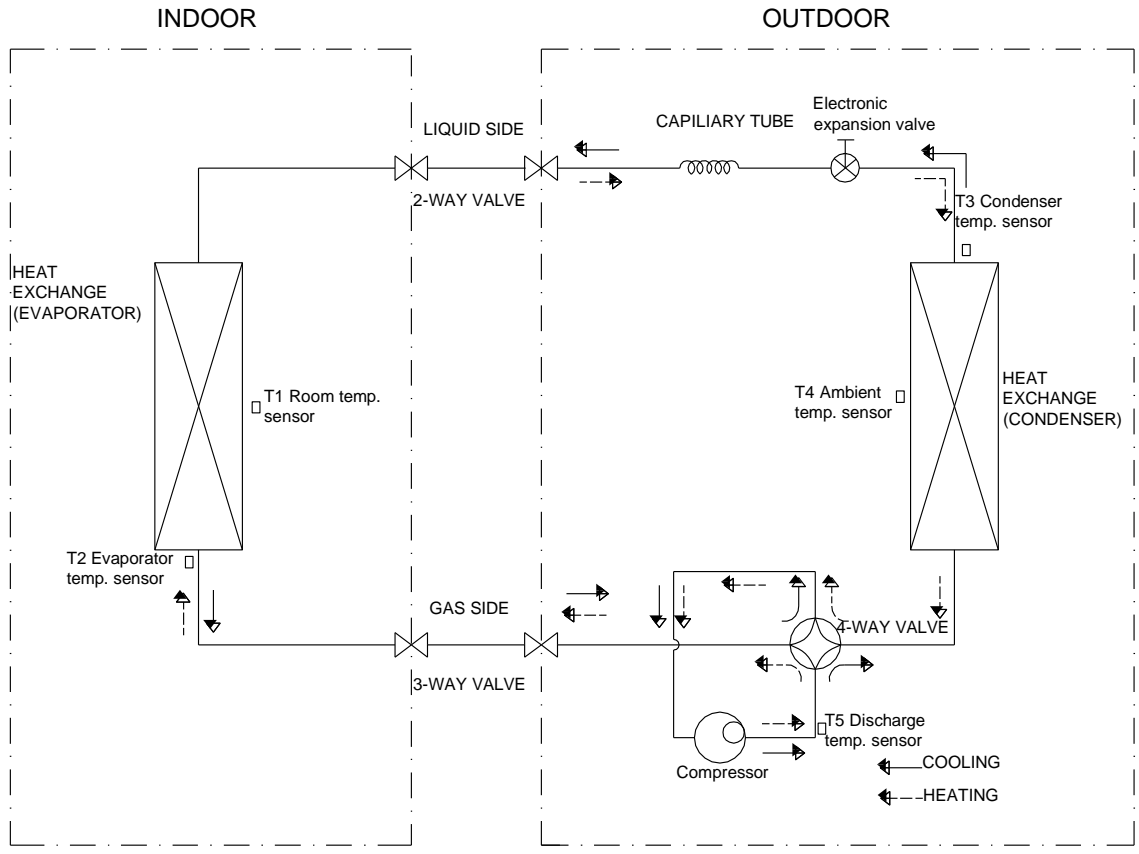 INDOOR
OUTDOOR
LIQUID SIDE
CAPILIARY TUBE
Electronic
expansion valve
2-WAY VALVE
T3 Condenser
temp. sensor
HEAT
EXCHANGE
(EVAPORATOR)
T1 Room temp.
sensor
T4 Ambient
temp. sensor
HEAT
EXCHANGE
(CONDENSER)
T2 Evaporator
temp. sensor
GAS SIDE
4-WAY VALVE
3-WAY VALVE
T5 Discharge
temp. sensor
Compressor
COOLING
HEATING